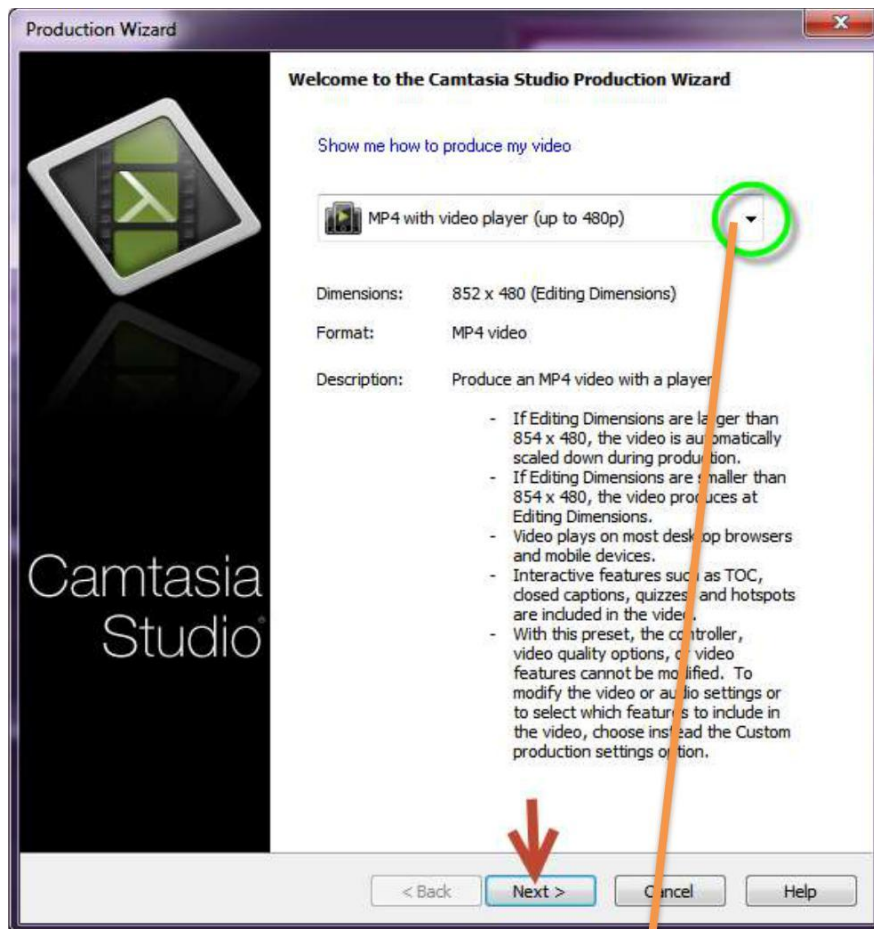 Production Wizard
Welcome to the Camtasia Studio Production Wizard
Show me how to produce my video
MP4 with video player (up to 480p)
Dimensions: 852 x 480 (Editing Dimensions)
Format: MP4 video
Description: Produce an MP4 video with a player
- If Editing Dimensions are larger than
854 x 480, the video is automatically
scaled down during production.
- If Editing Dimensions are smaller than
854 x 480, the video produces at
Editing Dimensions.
- Video plays on most desktop browsers
and mobile devices.
- Interactive features such as TOC,
closed captions, quizzes, and hotspots
are included in the video.
- With this preset, the controller,
video quality options, or video
features cannot be modified. To
modify the video or audio settings or
to select which features to include in
the video, choose instead the Custom
production settings option.
Camtasia
Studio®
< Back Next > Cancel Help